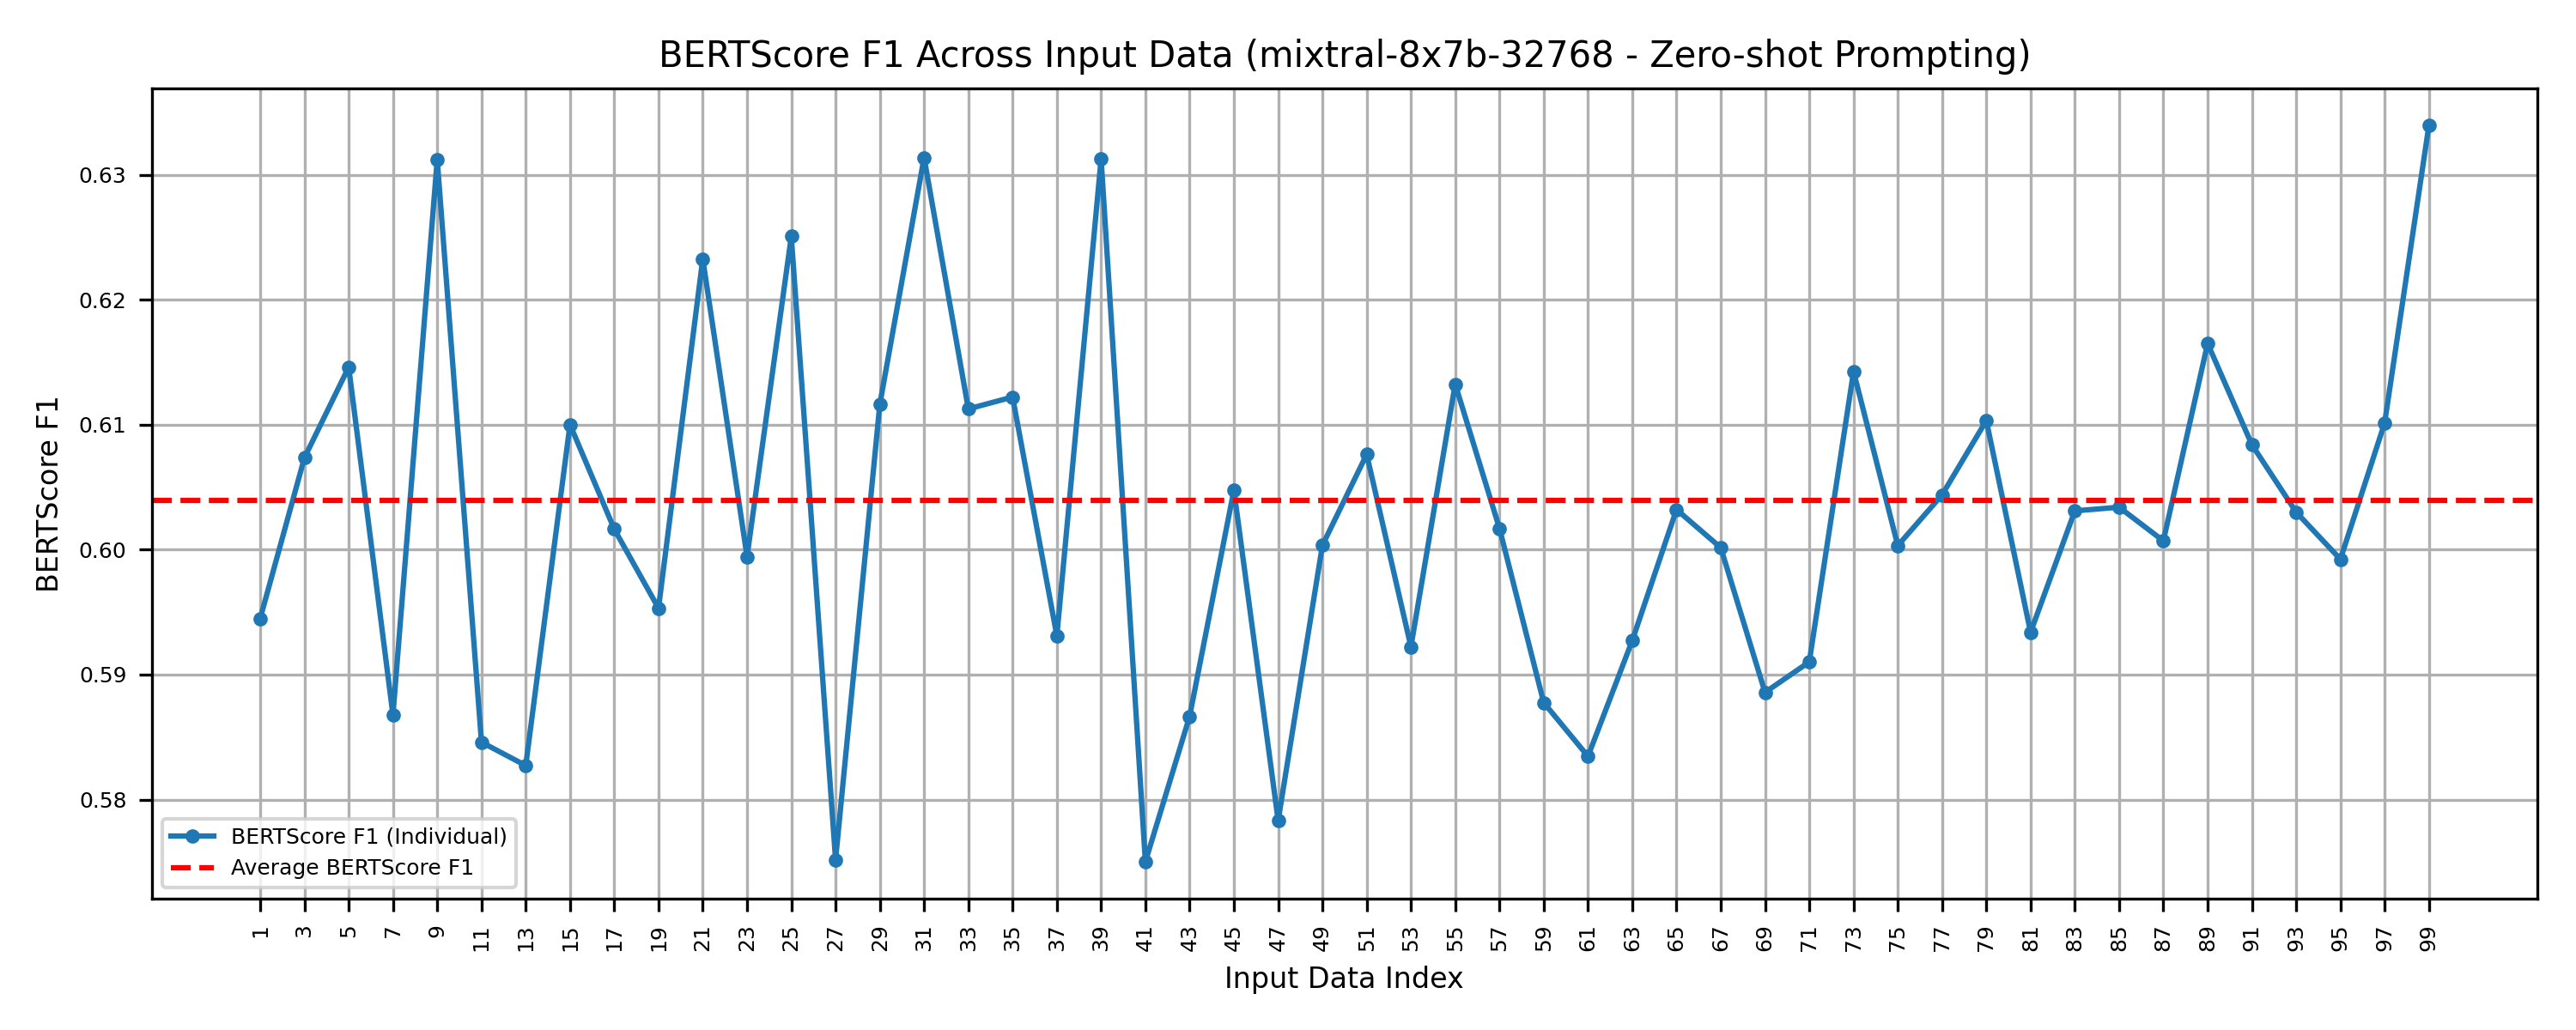 BERTScore F1 Across Input Data (mixtral-8x7b-32768 - Zero-shot Prompting)
BERTScore F1
0.63
0.62
0.61
0.60
0.59
0.58
BERTScore F1 (Individual)
Average BERTScore F1
1 3 5 7 9 11 13 15 17 19 21 23 25 27 29 31 33 35 37 39 41 43 45 47 49 51 53 55 57 59 61 63 65 67 69 71 73 75 77 79 81 83 85 87 89 91 93 95 97 99
Input Data Index